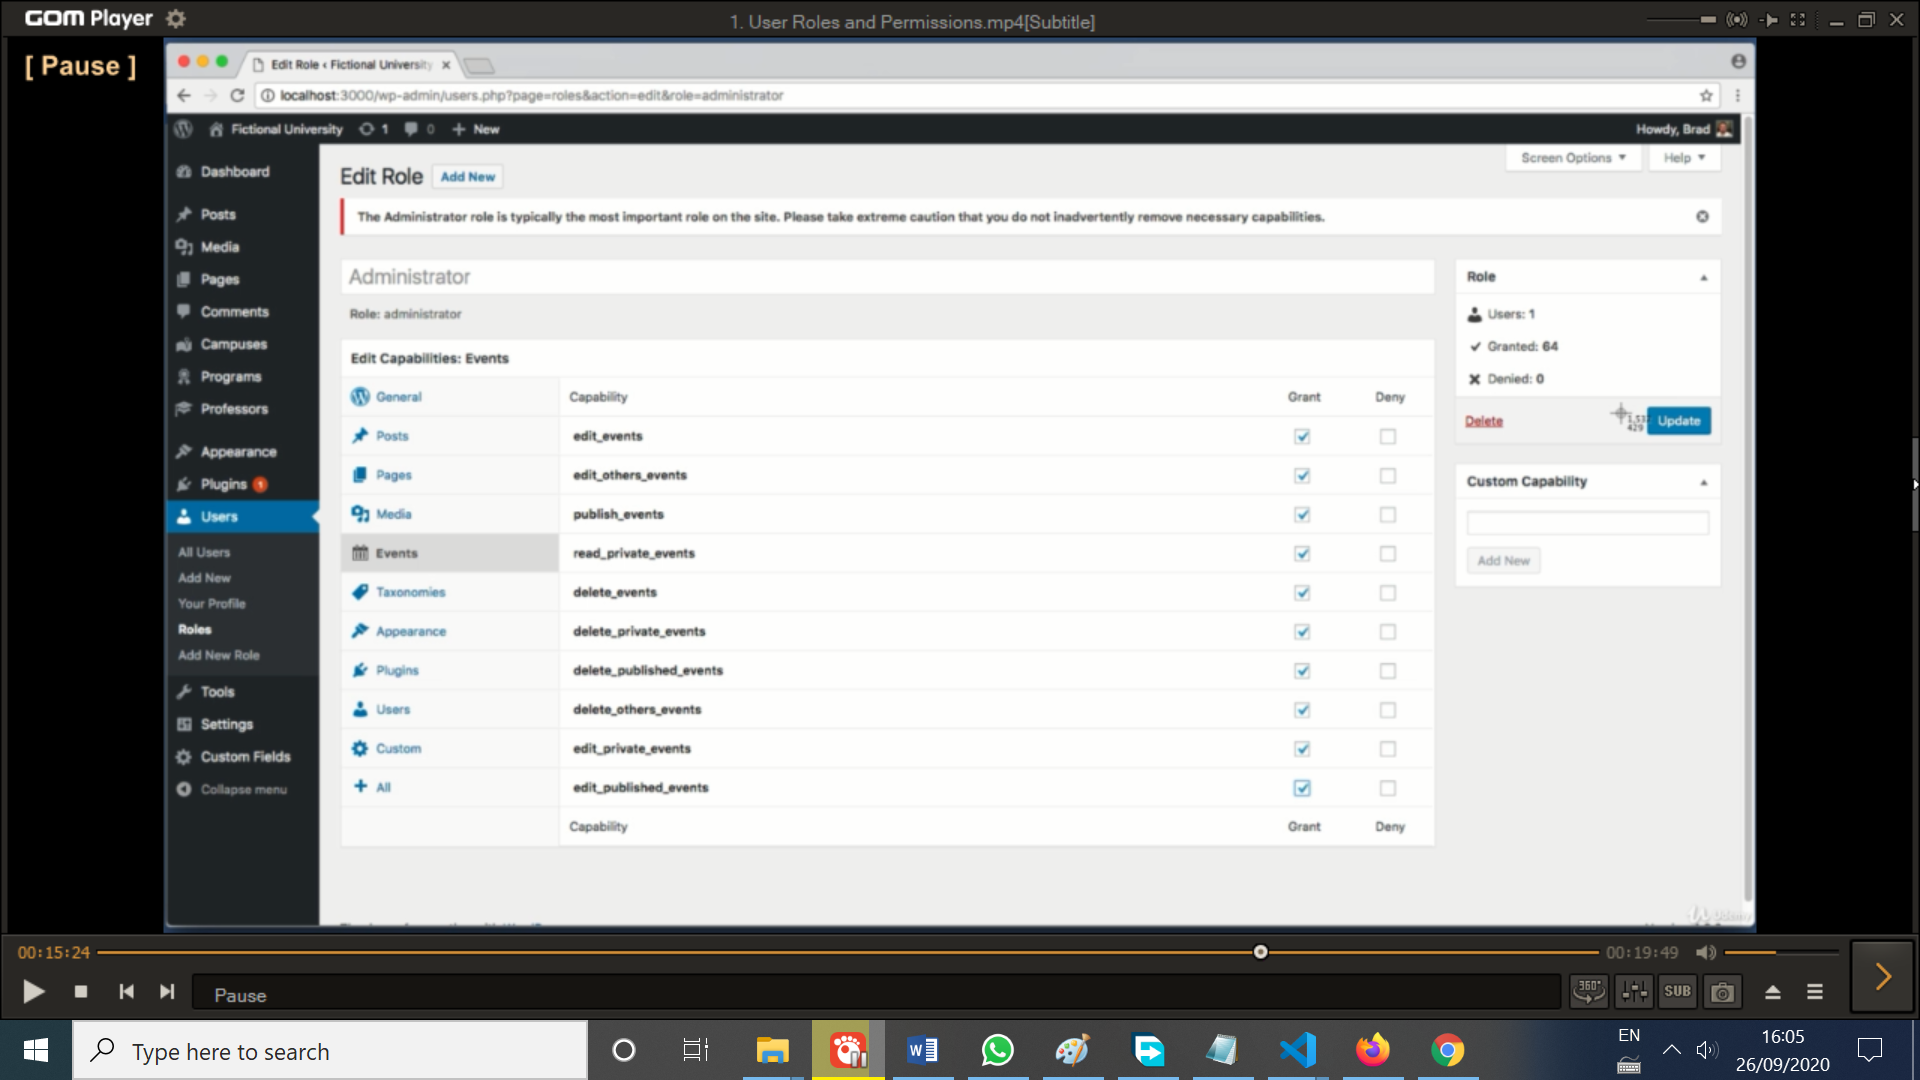 GOM Player
1. User Roles and Permissions.mp4[Subtitle]
[ Pause ]
Edit Role ‹ Fictional University
localhost:3000/wp-admin/users.php?page=roles&action=edit&role=administrator
Fictional University 1 0 New
Howdy, Brad
Screen Options
Help
Dashboard
Posts
Media
Pages
Comments
Campuses
Programs
Professors
Appearance
Plugins 1
Users
All Users
Add New
Your Profile
Roles
Add New Role
Tools
Settings
Custom Fields
Collapse menu
Edit Role Add New
The Administrator role is typically the most important role on the site. Please take extreme caution that you do not inadvertently remove necessary capabilities.
Administrator
Role: administrator
Edit Capabilities: Events
General
Posts
Pages
Media
Events
Taxonomies
Appearance
Plugins
Users
Custom
All
Capability Grant Deny
edit_events
edit_others_events
publish_events
read_private_events
delete_events
delete_private_events
delete_published_events
delete_others_events
edit_private_events
edit_published_events
Capability Grant Deny
Role
Users: 1
Granted: 64
Denied: 0
Delete
429
Update
Custom Capability
Add New
00:15:24
00:19:49
Pause
360°
SUB
Type here to search
EN
16:05
26/09/2020